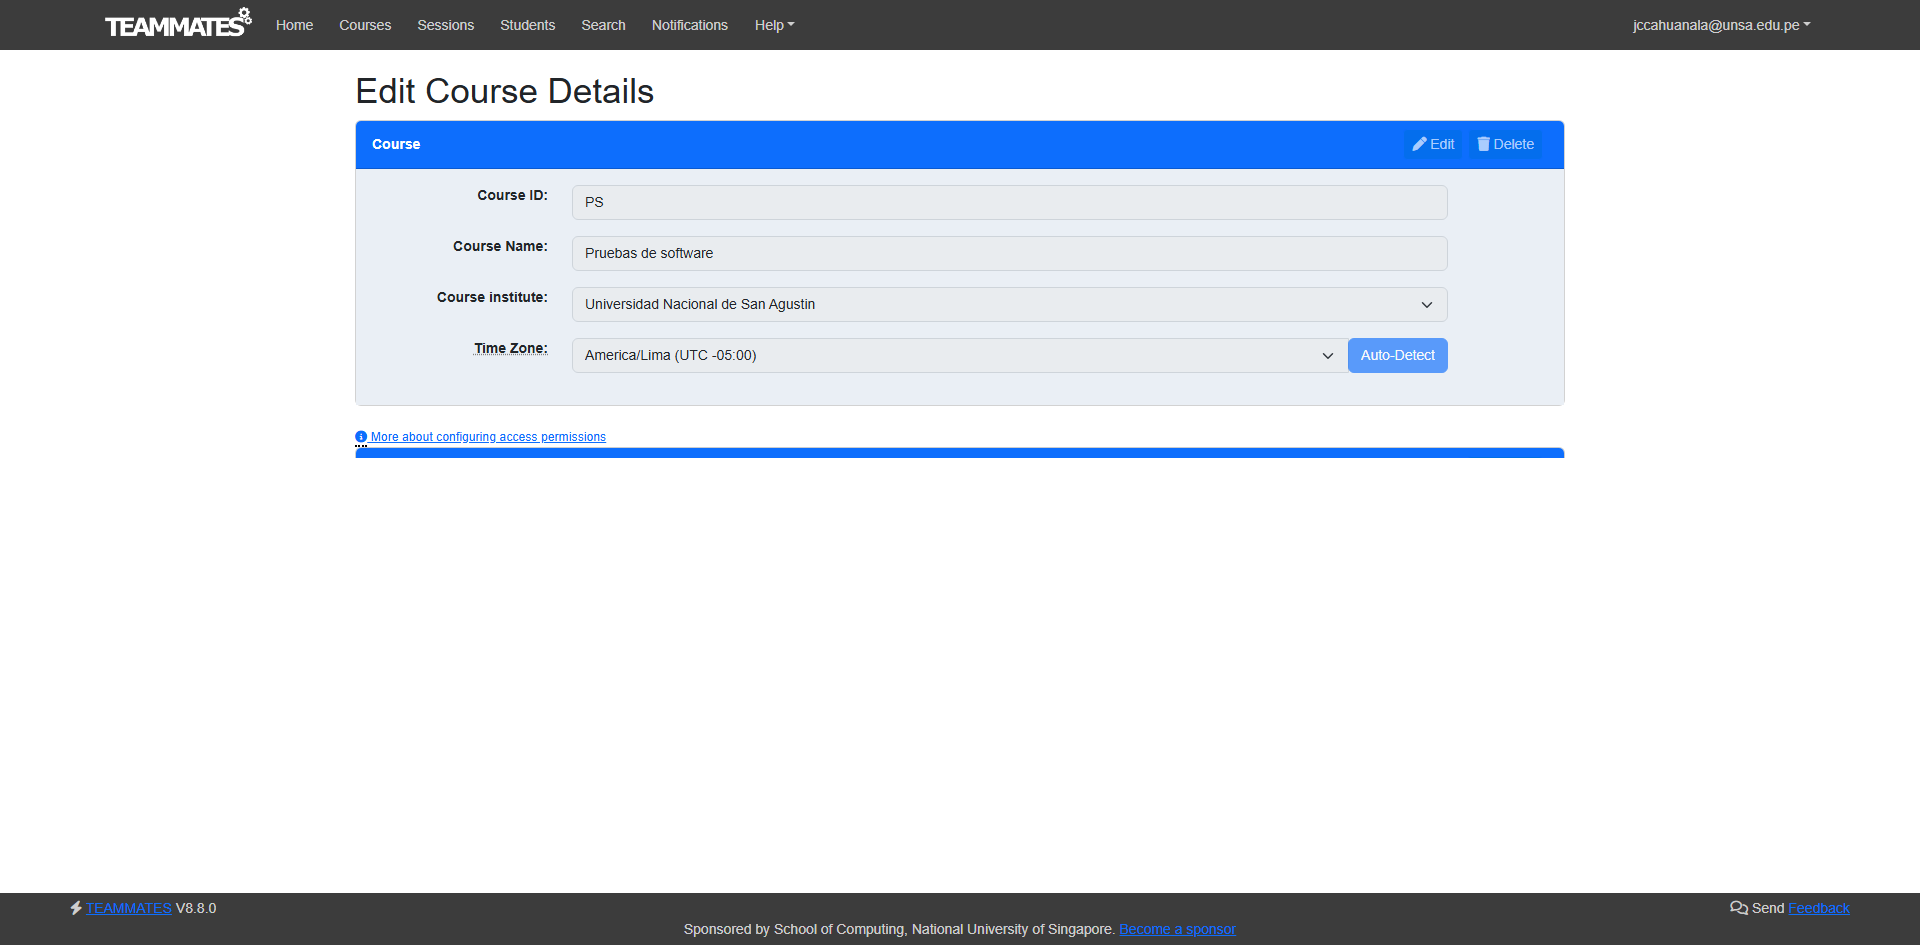 TEAMMATES Home Courses Sessions Students Search Notifications Help jccahuanala@unsa.edu.pe
Edit Course Details
Course Edit Delete
Course ID: PS
Course Name: Pruebas de software
Course institute: Universidad Nacional de San Agustin
Time Zone: America/Lima (UTC -05:00) Auto-Detect
More about configuring access permissions
TEAMMATES V8.8.0 Send Feedback
Sponsored by School of Computing, National University of Singapore. Become a sponsor